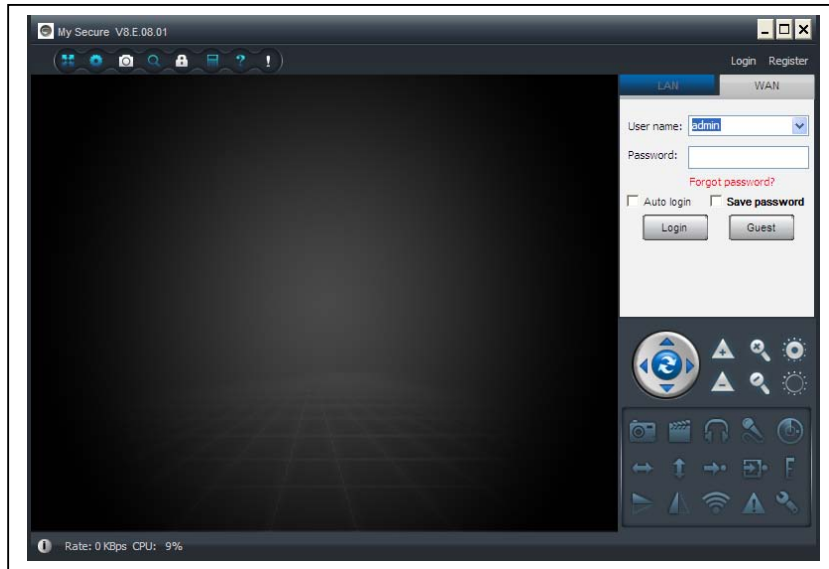 My Secure V8.E.08.01
Login Register
LAN WAN
User name: admin
Password:
Forgot password?
Auto login Save password
Login Guest
Rate: 0 KBps CPU: 9%